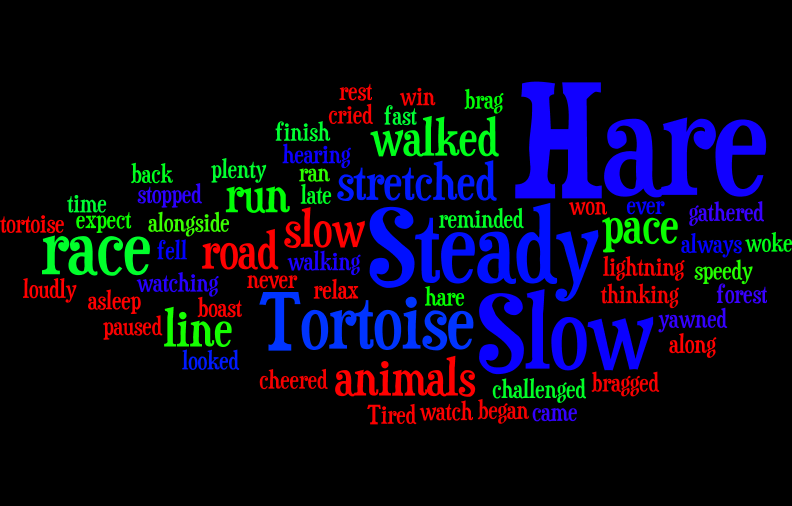 rest
win
brag
cried
fast
Hare
finish
walked
hearing
back
plenty
ran
stretched
stopped
run
late
time
won
ever
gathered
tortoise
expect
alongside
slow
reminded
pace
Steady
race
fell
road
walking
always
woke
lightning
speedy
loudly
watching
never
relax
hare
thinking
forest
asleep
boast
Tortoise
Slow
paused
line
yawned
looked
along
cheered
animals
challenged
bragged
Tired
watch
began
came